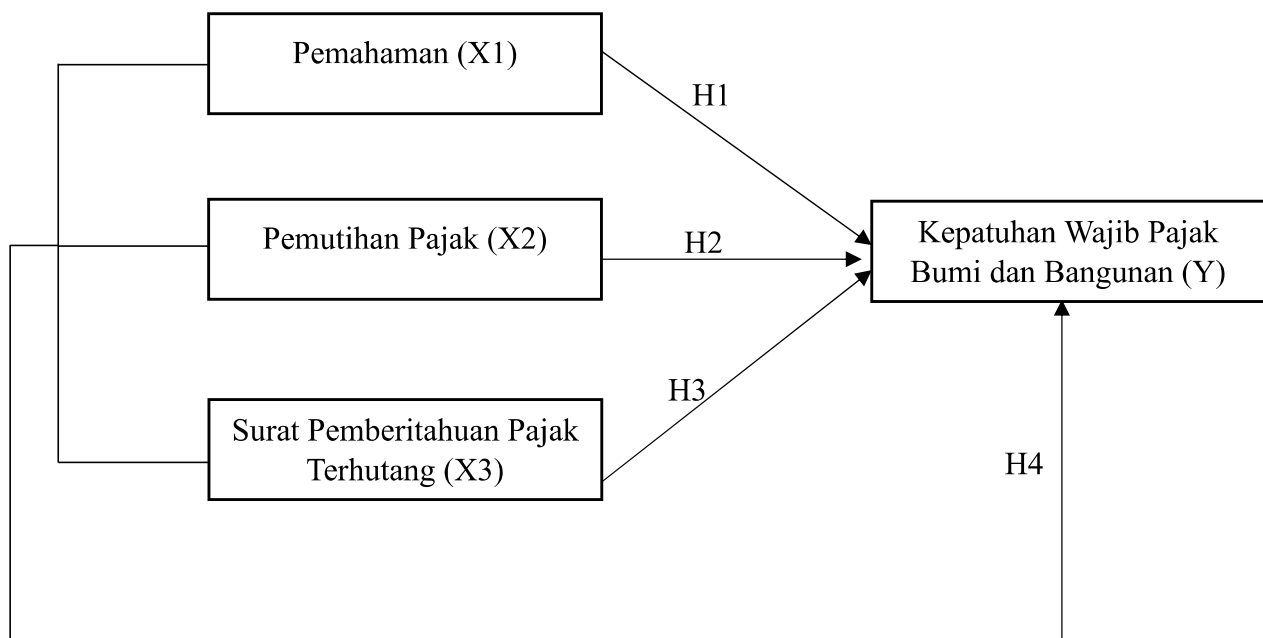 Pemahaman (X1)
H1
Pemutihan Pajak (X2)
H2
Kepatuhan Wajib Pajak
Bumi dan Bangunan (Y)
H3
Surat Pemberitahuan Pajak
Terhutang (X3)
H4